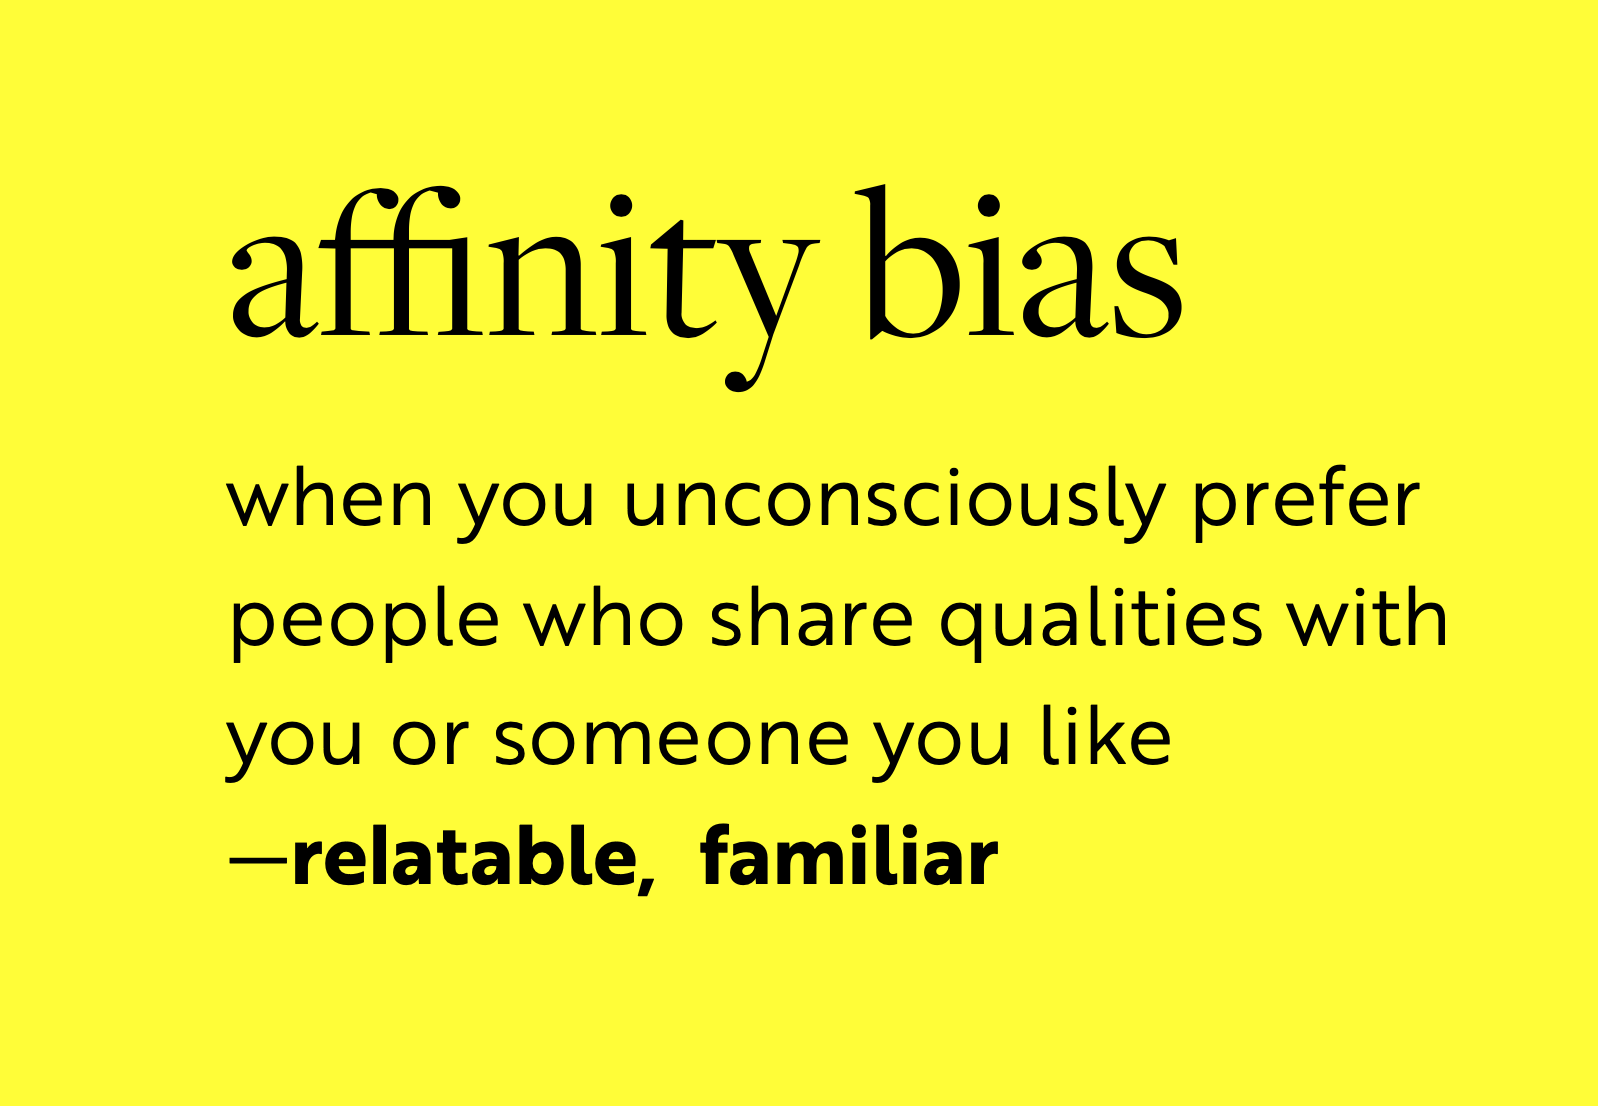 affinity bias
when you unconsciously prefer
people who share qualities with
you or someone you like
—relatable, familiar